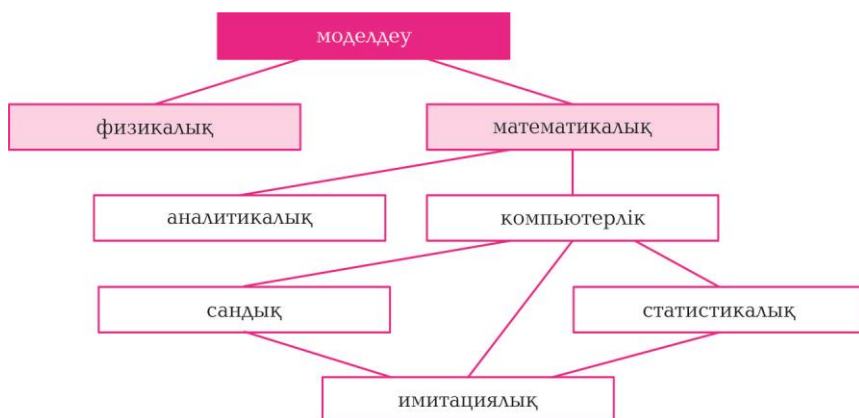 моделдеу
физикалық
математикалық
аналитикалық
компьютерлік
сандық
статистикалық
имитациялық